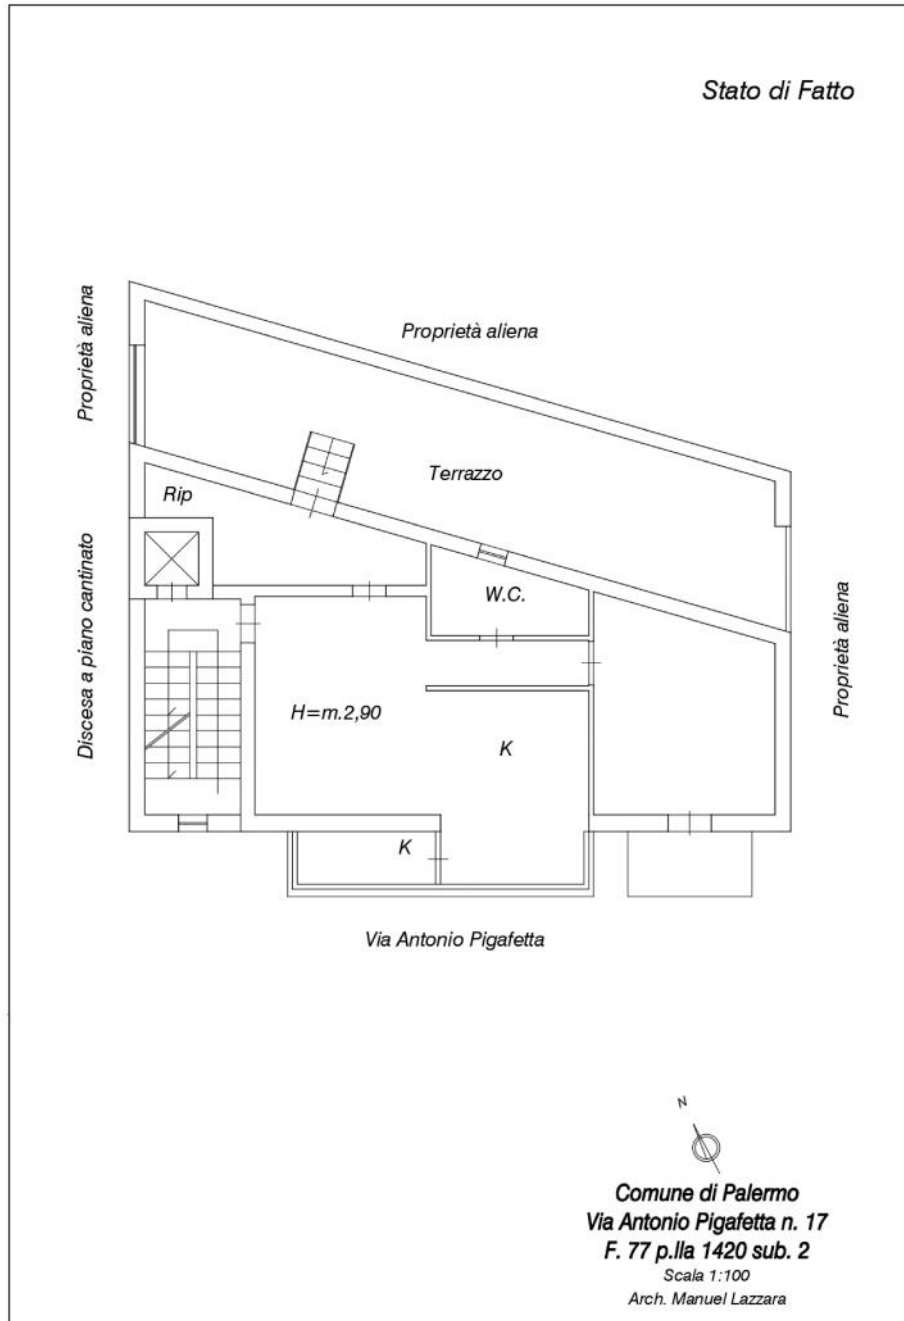 Stato di Fatto
Proprietà aliena
Proprietà aliena
Terrazzo
Rip
W.C.
Discesa a piano cantinato
Proprietà aliena
H=m.2,90
K
K
Via Antonio Pigafetta
N
Comune di Palermo
Via Antonio Pigafetta n. 17
F. 77 p.lla 1420 sub. 2
Scala 1:100
Arch. Manuel Lazzara